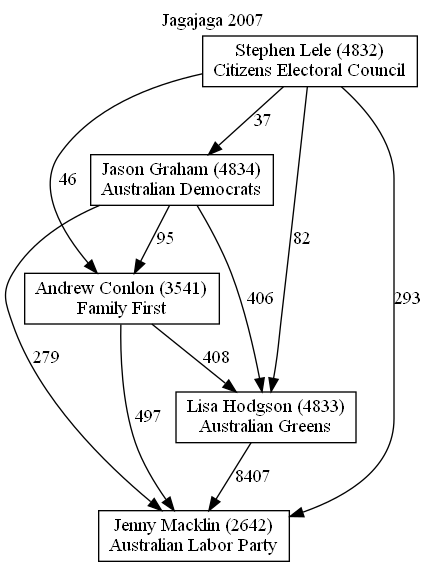 Jagajaga 2007
Stephen Lele (4832)
Citizens Electoral Council
37
Jason Graham (4834)
Australian Democrats
46
95
82
Andrew Conlon (3541)
Family First
406
293
279
408
Lisa Hodgson (4833)
Australian Greens
497
8407
Jenny Macklin (2642)
Australian Labor Party